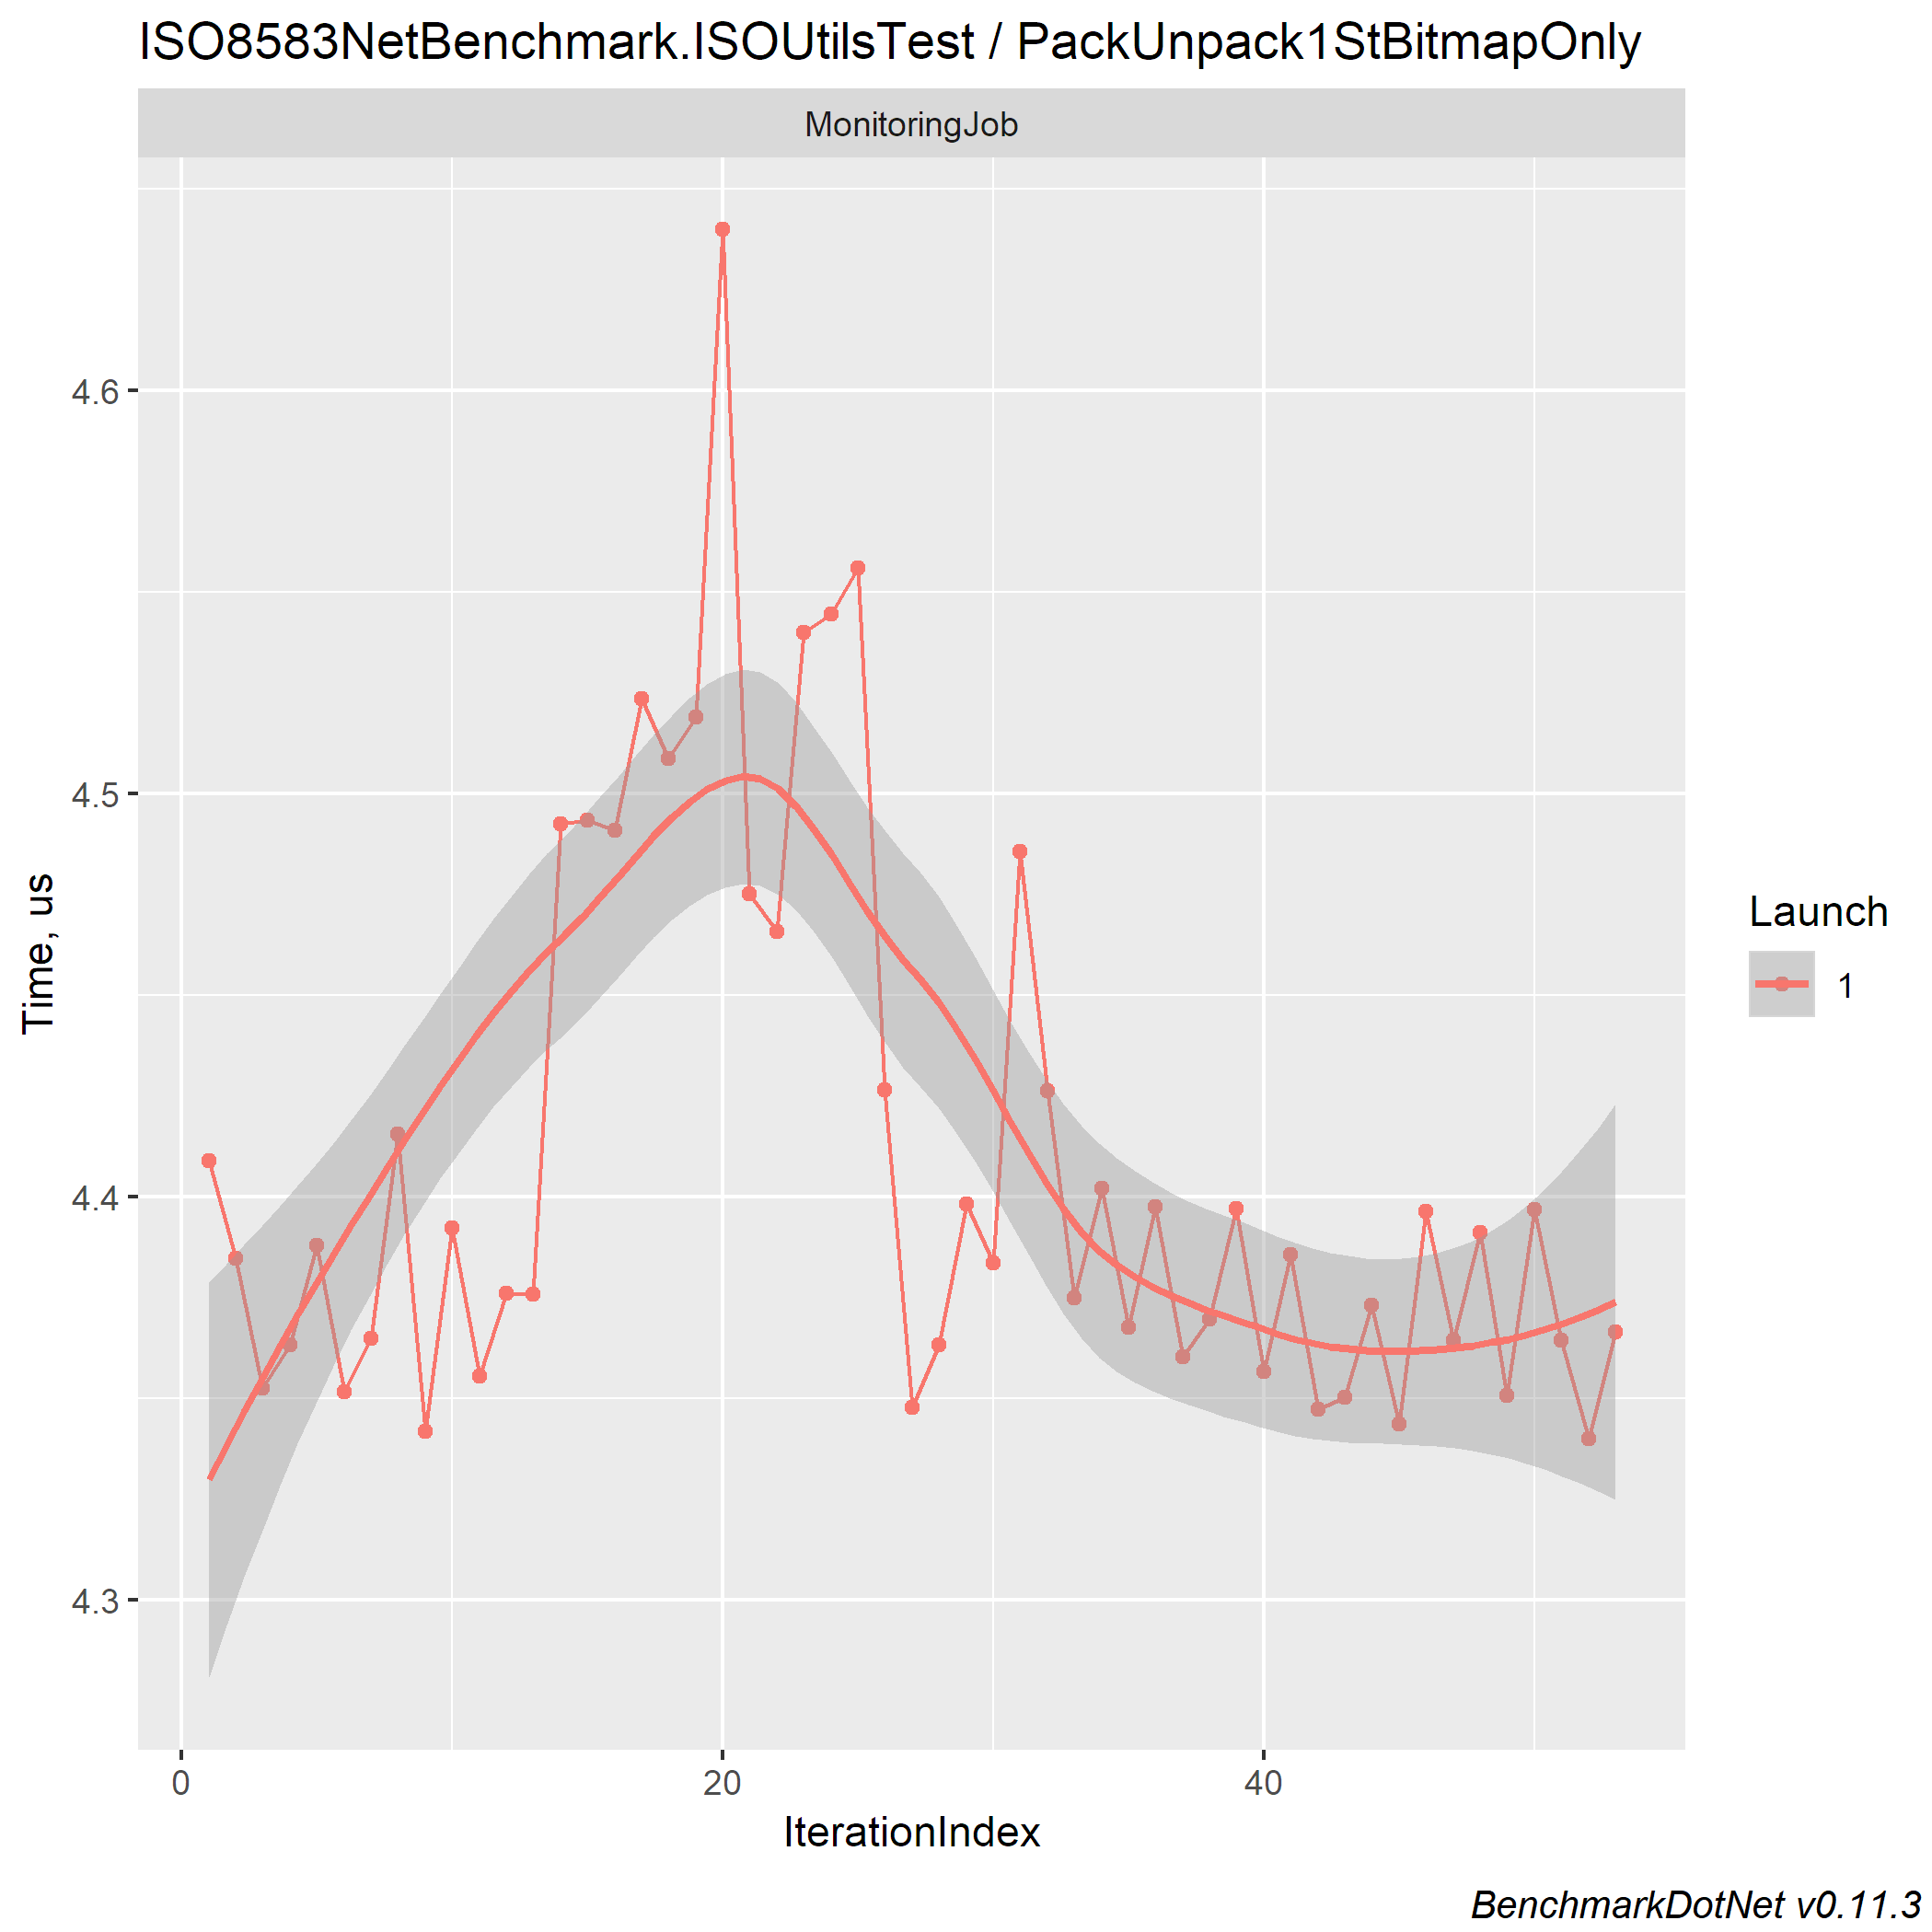 ISO8583NetBenchmark.ISOUtilsTest / PackUnpack1StBitmapOnly
MonitoringJob
4.6
4.5
4.4
4.3
Time, us
0 20 40
IterationIndex
Launch
1
BenchmarkDotNet v0.11.3